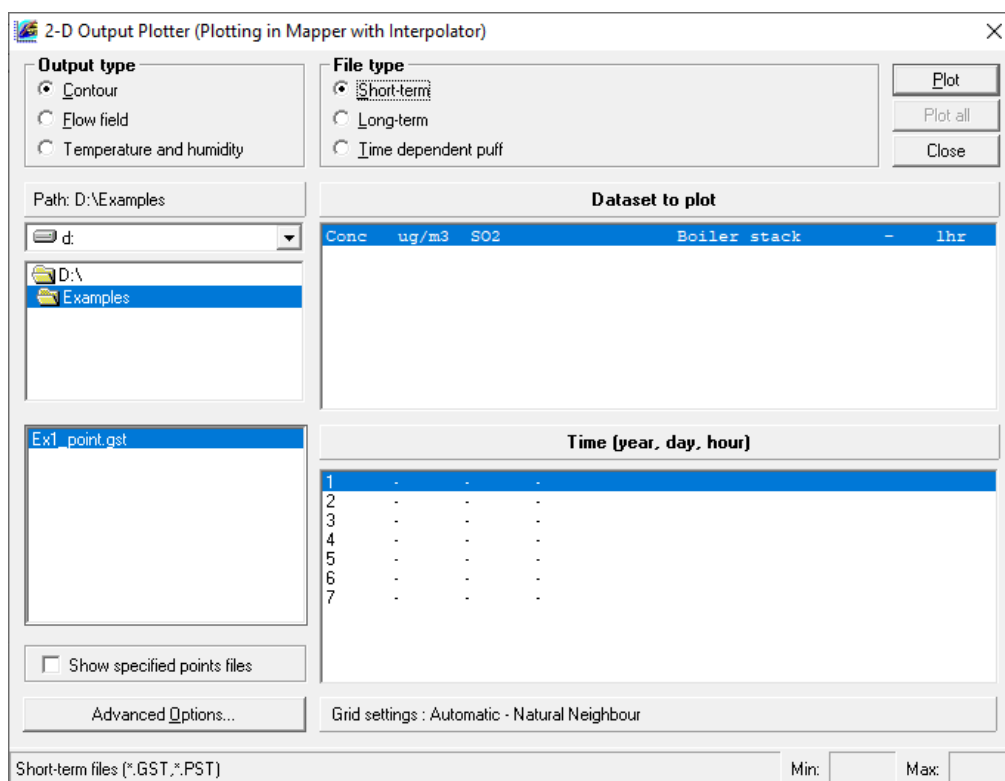 2-D Output Plotter (Plotting in Mapper with Interpolator)
Output type
Contour
Flow field
Temperature and humidity
File type
Short-term
Long-term
Time dependent puff
Plot
Plot all
Close
Path: D:\Examples
d:
D:\
Examples
Ex1_point.gst
Show specified points files
Advanced Options...
Dataset to plot
Conc ug/m3 SO2 Boiler stack - 1hr
Time (year, day, hour)
1 - - -
2 - - -
3 - - -
4 - - -
5 - - -
6 - - -
7 - - -
Grid settings : Automatic - Natural Neighbour
Short-term files (*.GST,*.PST)
Min:
Max: